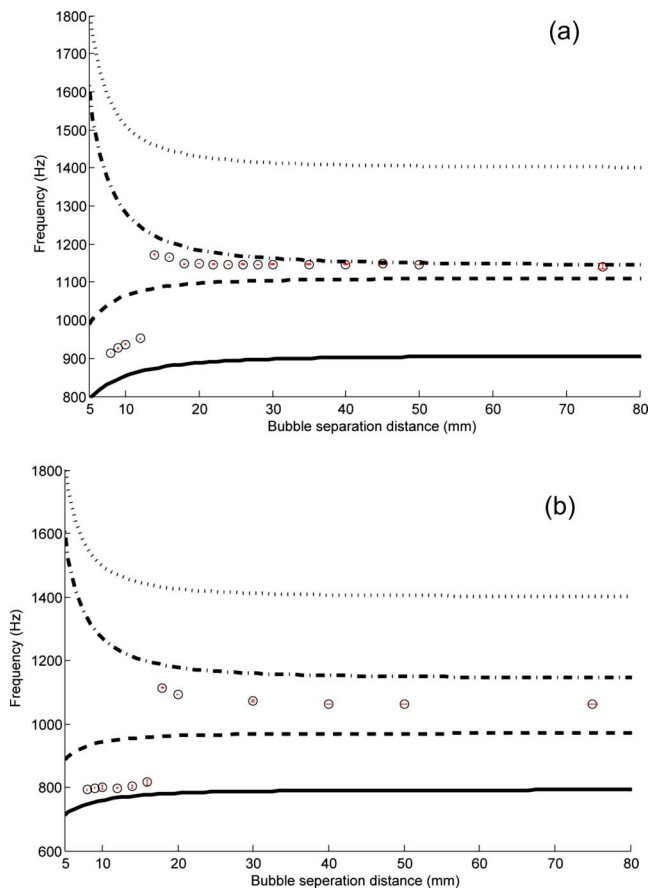 (a)
1800
1700
1600
1500
1400
1300
1200
1100
1000
900
800
Frequency (Hz)
5 10 20 30 40 50 60 70 80
Bubble separation distance (mm)
(b)
1800
1600
1400
1200
1000
800
600
Frequency (Hz)
5 10 20 30 40 50 60 70 80
Bubble seperation distance (mm)